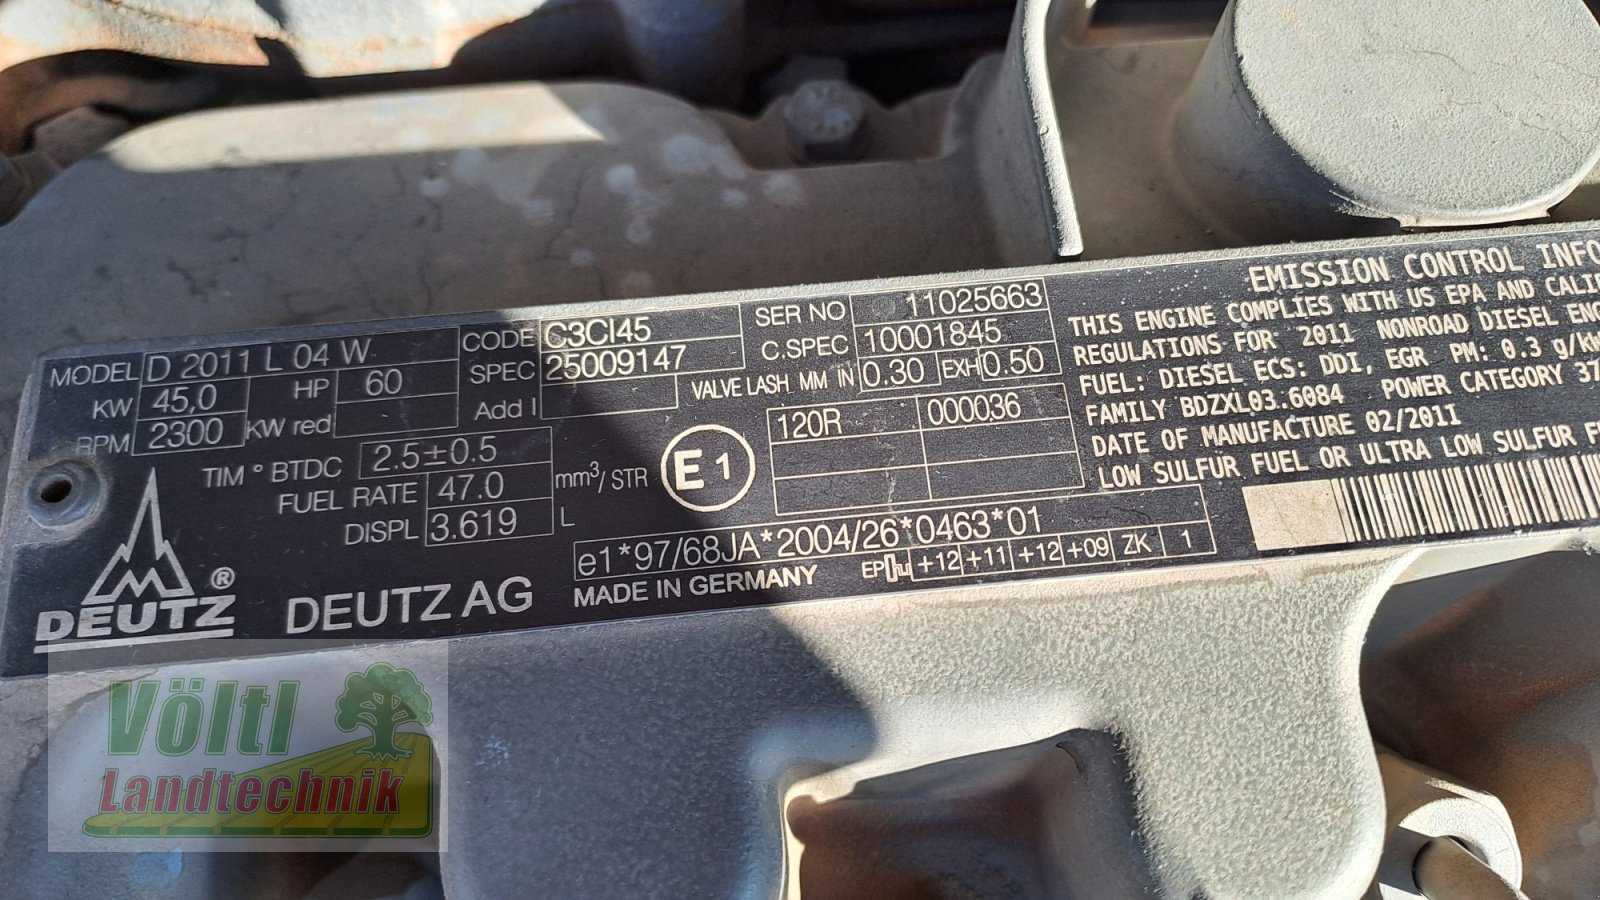 MODEL D 2011 L 04 W
KW 45,0 HP 60
RPM 2300 KW red
CODE C3CI45
SPEC 25009147
Add I
SER NO 11025663
C.SPEC 10001845
VALVE LASH MM IN 0.30 EXH 0.50
TIM ° BTDC 2.5±0.5
FUEL RATE 47.0 mm³/ STR
DISPL 3.619 L
E1
120R 000036
e1*97/68JA*2004/26*0463*01
MADE IN GERMANY
EP +12 +11 +12 +09 ZK 1
DEUTZ ®
DEUTZ AG
EMISSION CONTROL INFO
THIS ENGINE COMPLIES WITH US EPA AND CALI
REGULATIONS FOR 2011 NONROAD DIESEL EN
FUEL: DIESEL ECS: DDI, EGR PM: 0.3 g/kW
FAMILY BDZXL03.6084 POWER CATEGORY 37
DATE OF MANUFACTURE 02/2011
LOW SULFUR FUEL OR ULTRA LOW SULFUR F
Völtl
Landtechnik